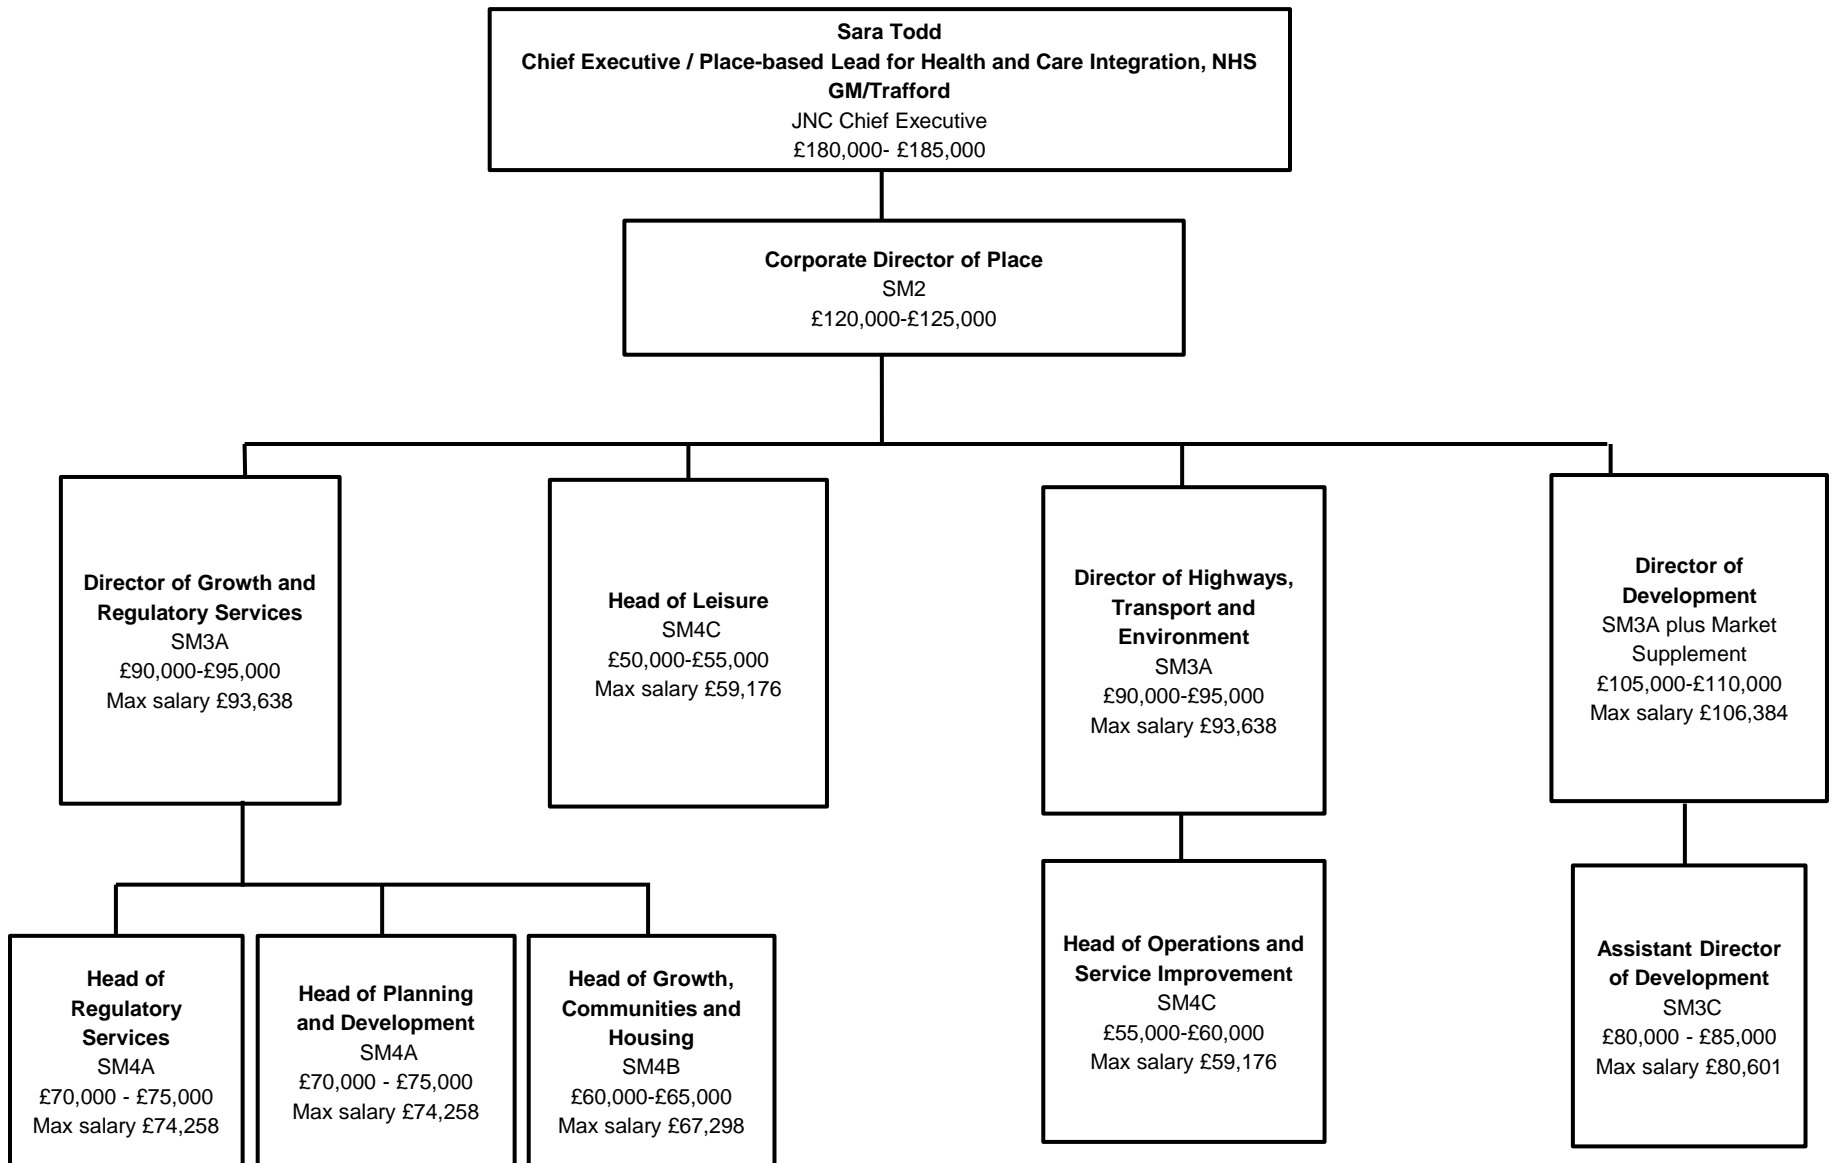 Sara Todd
Chief Executive / Place-based Lead for Health and Care Integration, NHS
GM/Trafford
JNC Chief Executive
£180,000- £185,000
Corporate Director of Place
SM2
£120,000-£125,000
Director of Growth and
Regulatory Services
SM3A
£90,000-£95,000
Max salary £93,638
Head of Leisure
SM4C
£50,000-£55,000
Max salary £59,176
Director of Highways,
Transport and
Environment
SM3A
£90,000-£95,000
Max salary £93,638
Director of
Development
SM3A plus Market
Supplement
£105,000-£110,000
Max salary £106,384
Head of
Regulatory
Services
SM4A
£70,000 - £75,000
Max salary £74,258
Head of Planning
and Development
SM4A
£70,000 - £75,000
Max salary £74,258
Head of Growth,
Communities and
Housing
SM4B
£60,000-£65,000
Max salary £67,298
Head of Operations and
Service Improvement
SM4C
£55,000-£60,000
Max salary £59,176
Assistant Director
of Development
SM3C
£80,000 - £85,000
Max salary £80,601